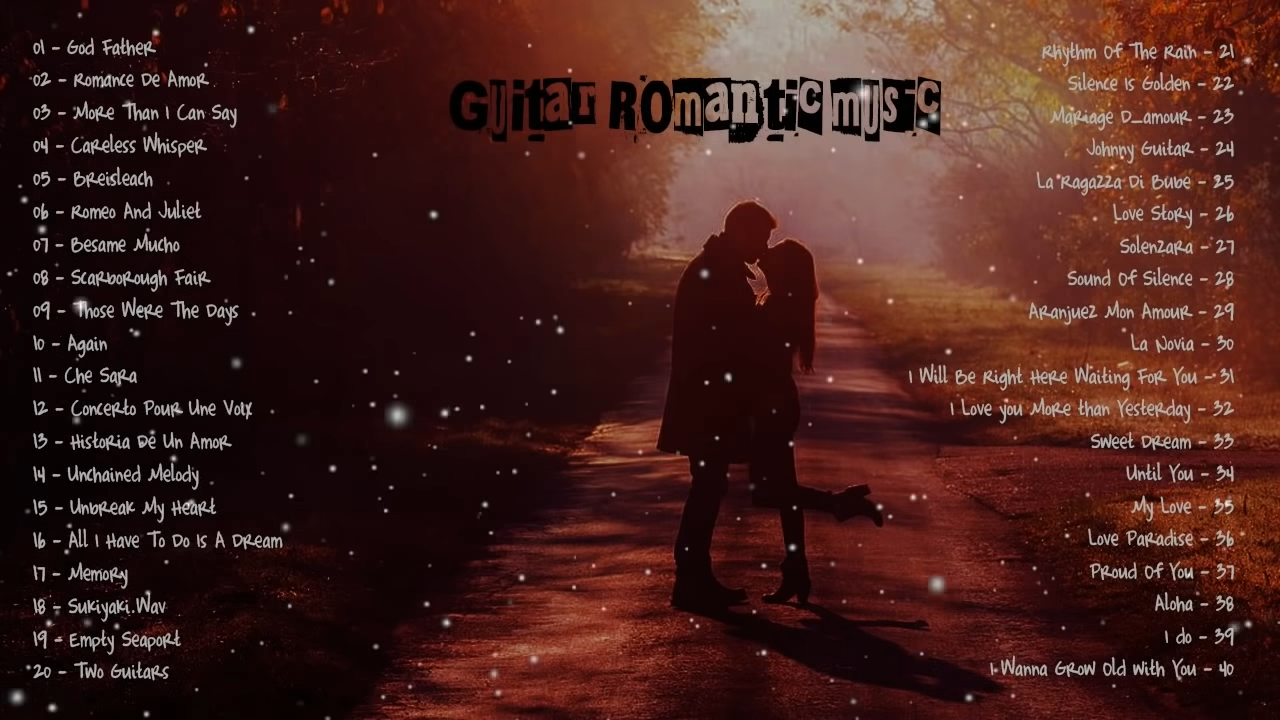 Guitar Romantic music
01 - God Father
02 - Romance De Amor
03 - More Than I Can Say
04 - Careless Whisper
05 - Breisleach
06 - Romeo And Juliet
07 - Besame Mucho
08 - Scarborough Fair
09 - Those Were The Days
10 - Again
11 - Che Sara
12 - Concerto Pour Une Voix
13 - Historia De Un Amor
14 - Unchained Melody
15 - Unbreak My Heart
16 - All I Have To Do Is A Dream
17 - Memory
18 - Sukiyaki.Wav
19 - Empty Seaport
20 - Two Guitars
Rhythm Of The Rain - 21
Silence Is Golden - 22
Mariage D_amour - 23
Johnny Guitar - 24
La Ragazza Di Bube - 25
Love Story - 26
Solenzara - 27
Sound Of Silence - 28
Aranjuez Mon Amour - 29
La Novia - 30
I Will Be Right Here Waiting For You - 31
I Love you More than Yesterday - 32
Sweet Dream - 33
Until You - 34
My Love - 35
Love Paradise - 36
Proud Of You - 37
Aloha - 38
I do - 39
I Wanna Grow Old With You - 40